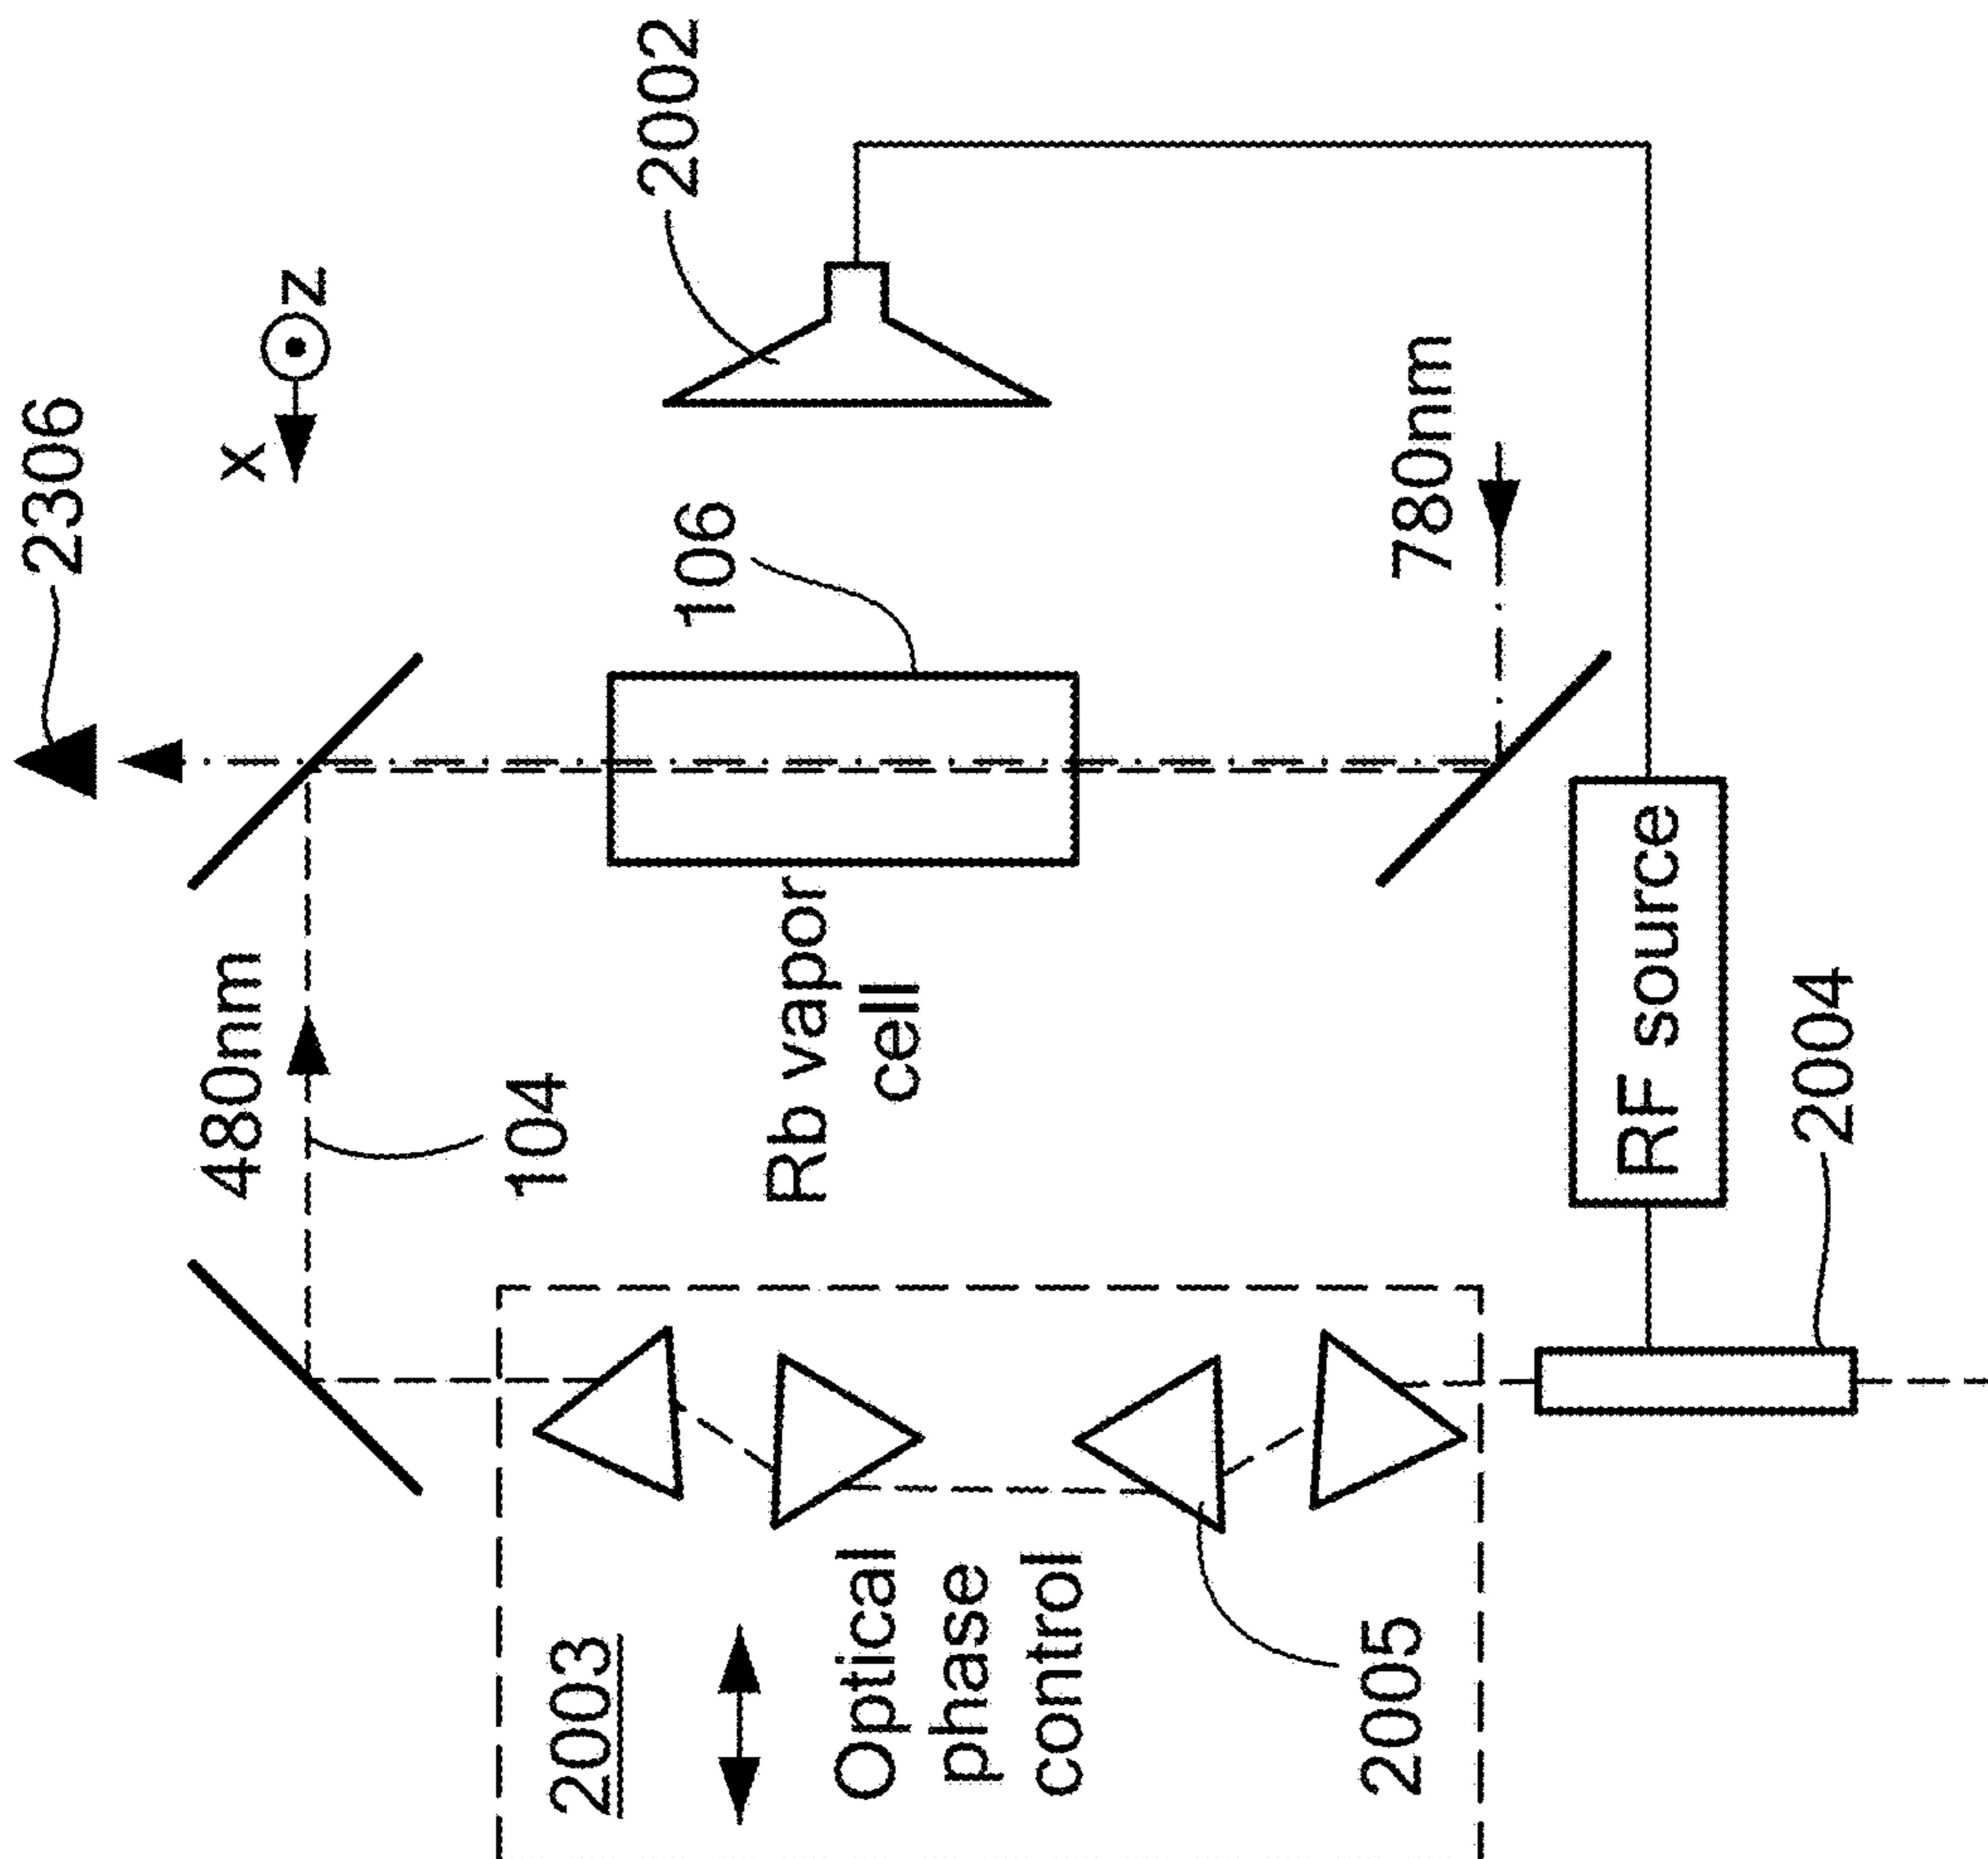 2003
Optical
phase
control
2005
480nm
104
Rb vapor
cell
RF source
2004
2306
x
z
106
780nm
2002